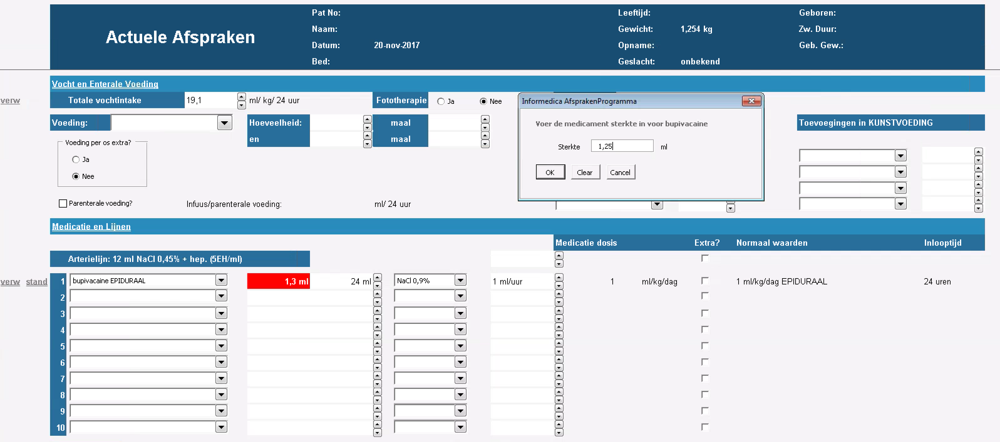 Actuele Afspraken
Pat No:
Naam:
Datum: 20-nov-2017
Bed:
Leeftijd:
Gewicht: 1,254 kg
Opname:
Geslacht: onbekend
Geboren:
Zw. Duur:
Geb. Gew.:
Vocht en Enterale Voeding
verw
Totale vochtintake 19,1 ml/ kg/ 24 uur
Fototherapie Ja Nee
Voeding:
Hoeveelheid: maal
en maal
Toevoegingen in KUNSTVOEDING
Voeding per os extra?
Ja
Nee
Parenterale voeding?
Infuus/parenterale voeding: ml/ 24 uur
Informedica AfsprakenProgramma
Voer de medicament sterkte in voor bupivacaine
Sterkte 1,25 ml
OK Clear Cancel
Medicatie en Lijnen
Medicatie dosis Extra? Normaal waarden Inlooptijd
Arterielijn: 12 ml NaCl 0,45% + hep. (5EH/ml)
verw stand 1 bupivacaine EPIDURAAL 1,3 ml 24 ml NaCl 0,9% 1 ml/uur 1 ml/kg/dag 1 ml/kg/dag EPIDURAAL 24 uren
2
3
4
5
6
7
8
9
10